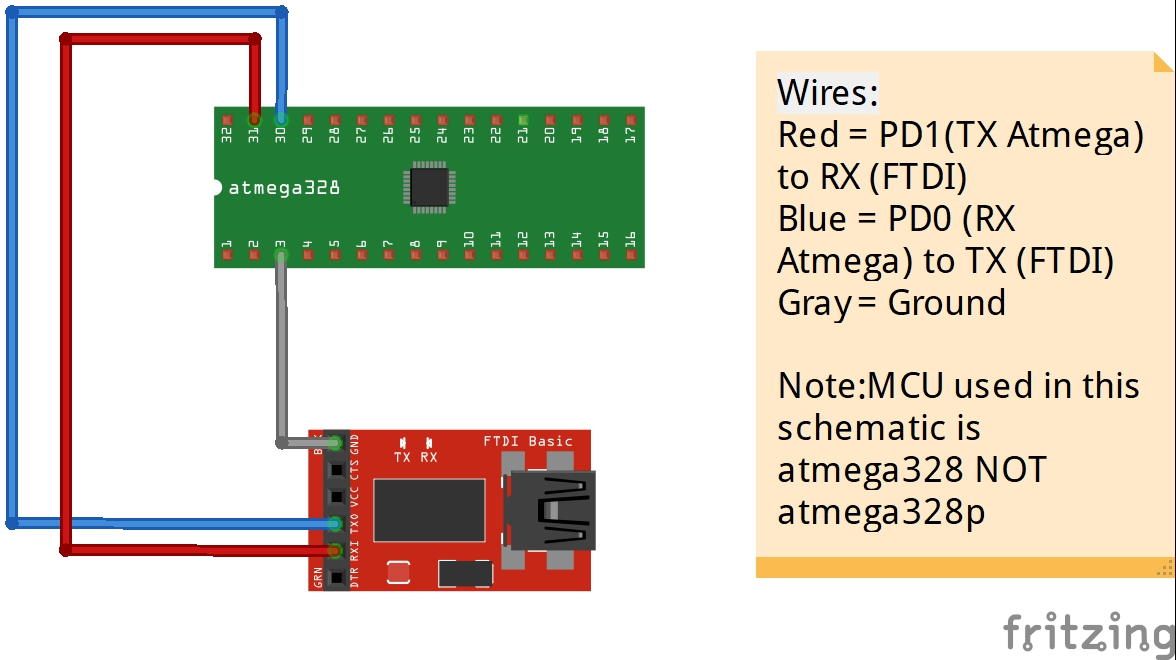 32 31 30 29 28 27 26 25 24 23 22 21 20 19 18 17
atmega328
1 2 3 4 5 6 7 8 9 10 11 12 13 14 15 16
Wires:
Red = PD1(TX Atmega)
to RX (FTDI)
Blue = PD0 (RX
Atmega) to TX (FTDI)
Gray = Ground
Note:MCU used in this
schematic is
atmega328 NOT
atmega328p
FTDI Basic
TX RX
BLK
GND
CTS
VCC
TXO
RXI
DTR
GRN
fritzing